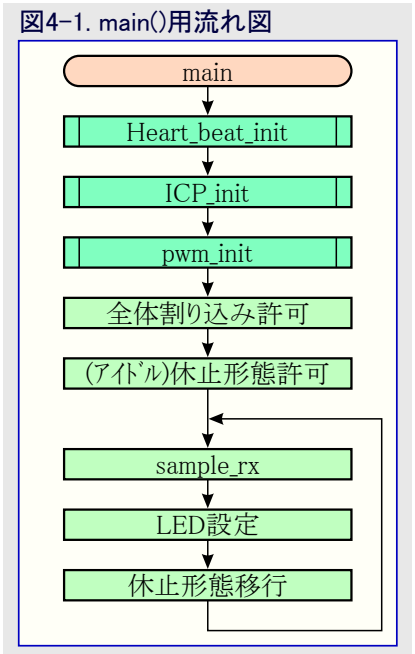 図4-1. main()用流れ図
main
Heart_beat_init
ICP_init
pwm_init
全体割り込み許可
(アイドル)休止形態許可
sample_rx
LED設定
休止形態移行